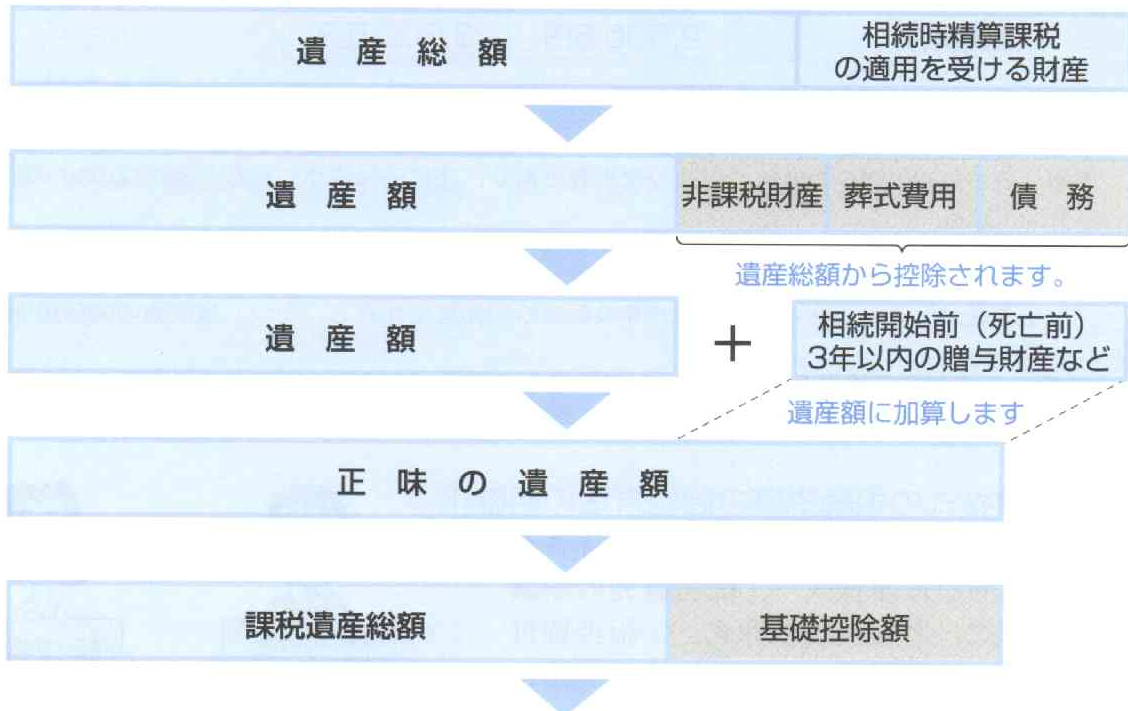 遺産総額
相続時精算課税
の適用を受ける財産
遺産額
非課税財産
葬式費用
債務
遺産総額から控除されます。
遺産額
+
相続開始前（死亡前）
3年以内の贈与財産など
遺産額に加算します
正味の遺産額
課税遺産総額
基礎控除額